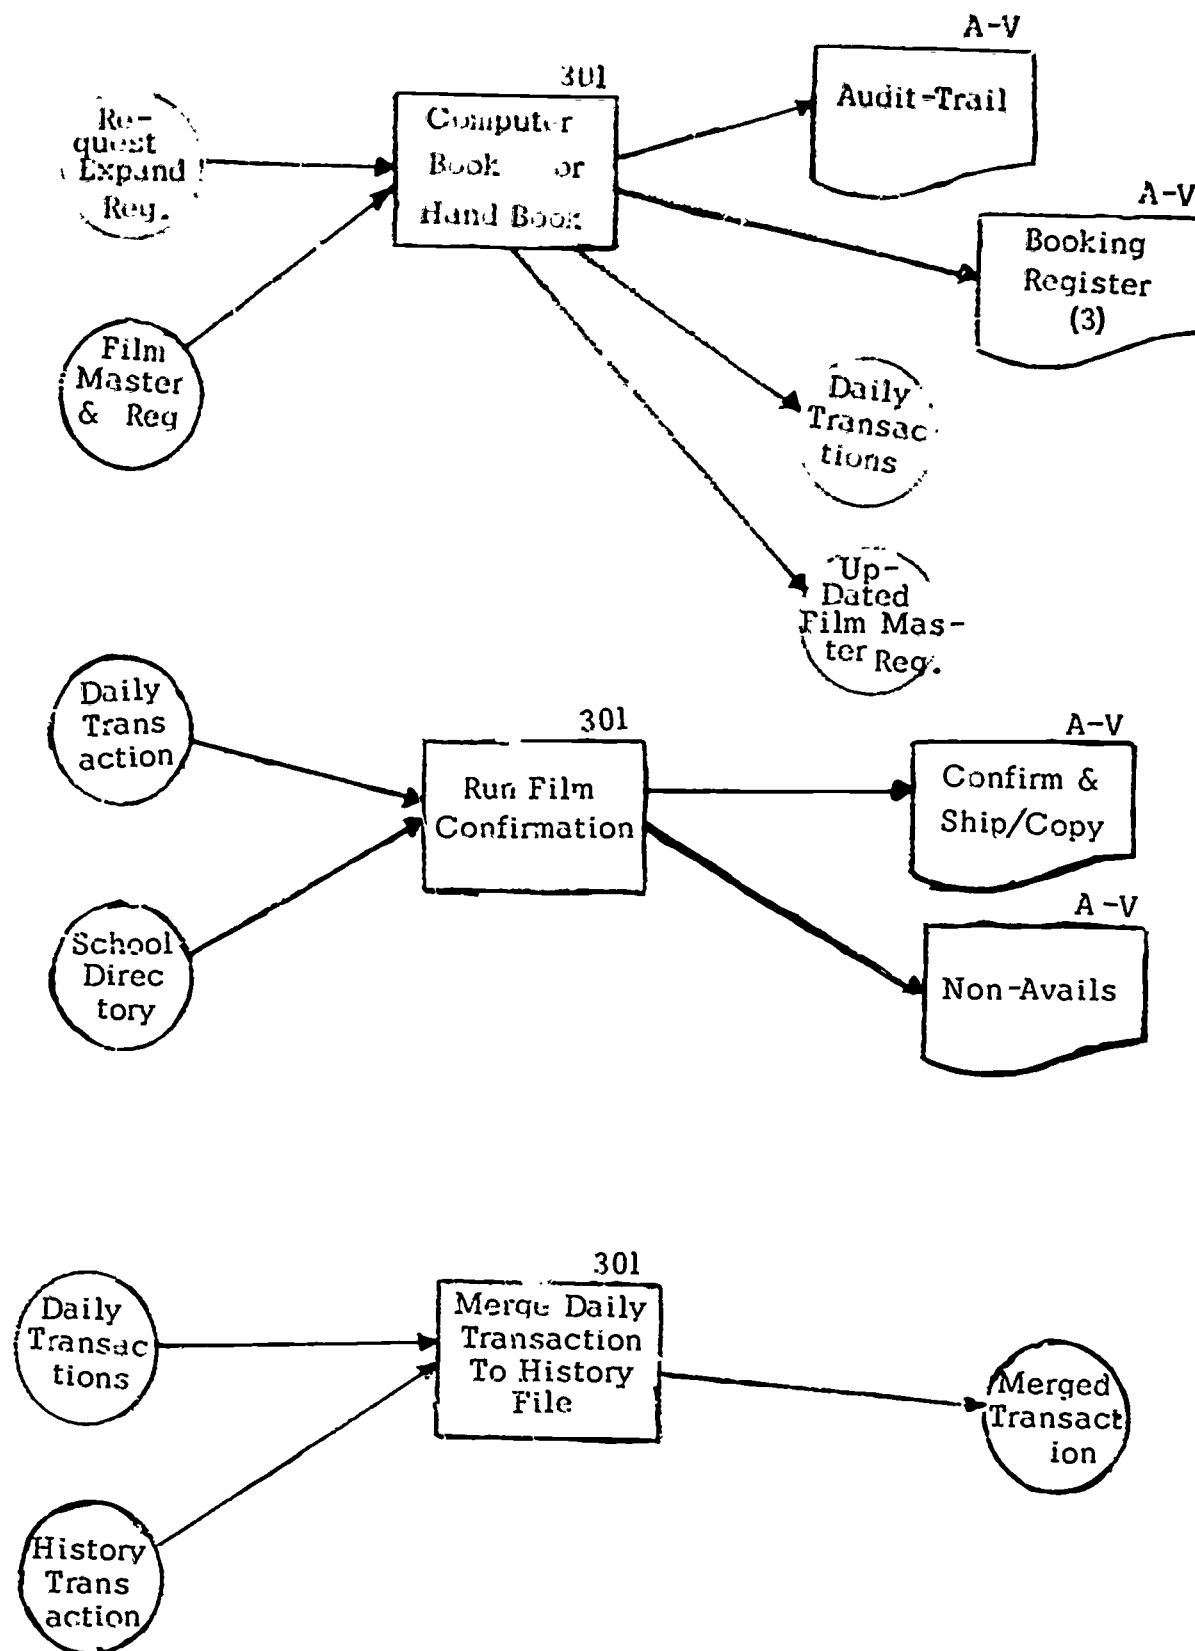 A-V
301
Audit-Trail
Re-
quest
Expand
Reg.
Computer
Book or
Hand Book
A-V
Booking
Register
(3)
Film
Master
& Reg
Daily
Transac
tions
Up-
Dated
Film Mas-
ter Reg.
Daily
Trans
action
301
Run Film
Confirmation
A-V
Confirm &
Ship/Copy
School
Direc
tory
A-V
Non-Avails
Daily
Transac
tions
301
Merge Daily
Transaction
To History
File
Merged
Transact
ion
History
Trans
action